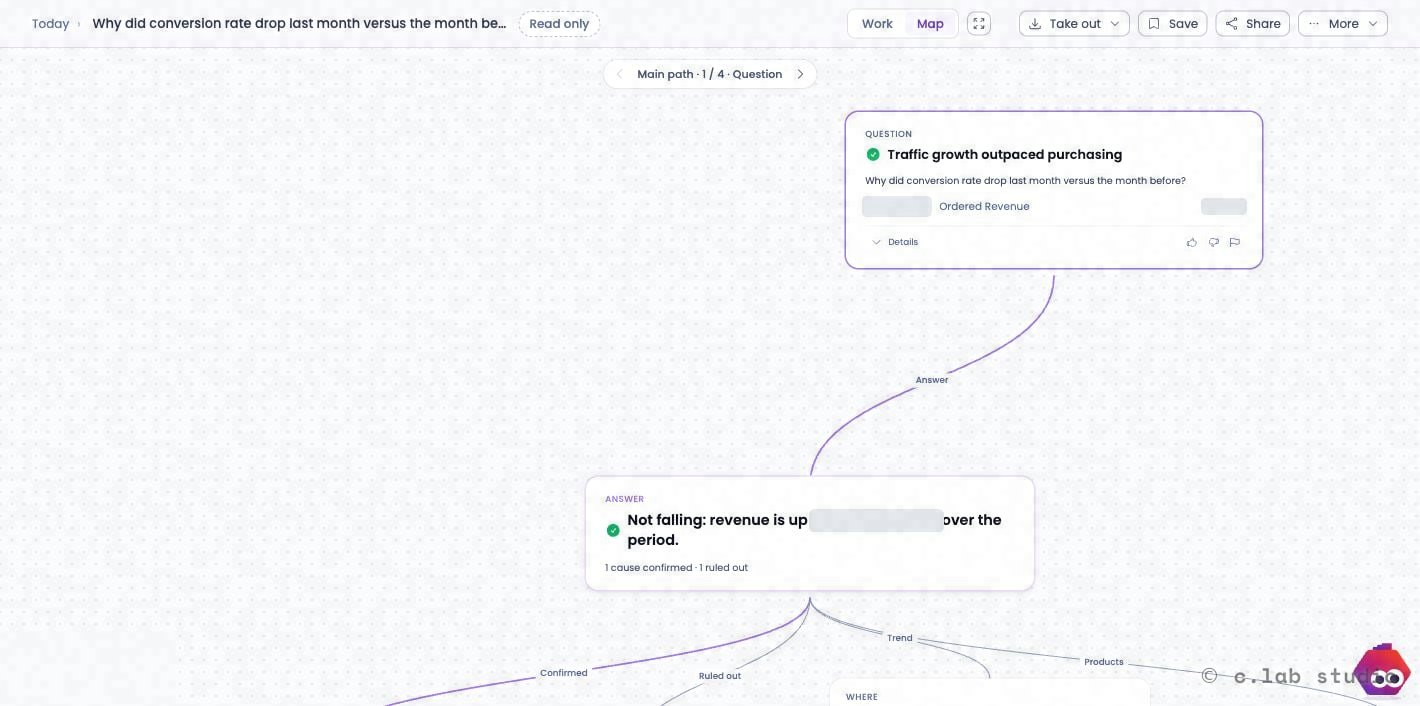 Today › Why did conversion rate drop last month versus the month be... Read only Work Map Take out Save Share ... More
Main path · 1 / 4 · Question
QUESTION
Traffic growth outpaced purchasing
Why did conversion rate drop last month versus the month before?
Ordered Revenue
Details
Answer
ANSWER
Not falling: revenue is up over the
period.
1 cause confirmed · 1 ruled out
Trend
Products
Confirmed
Ruled out
© c.lab studio
WHERE